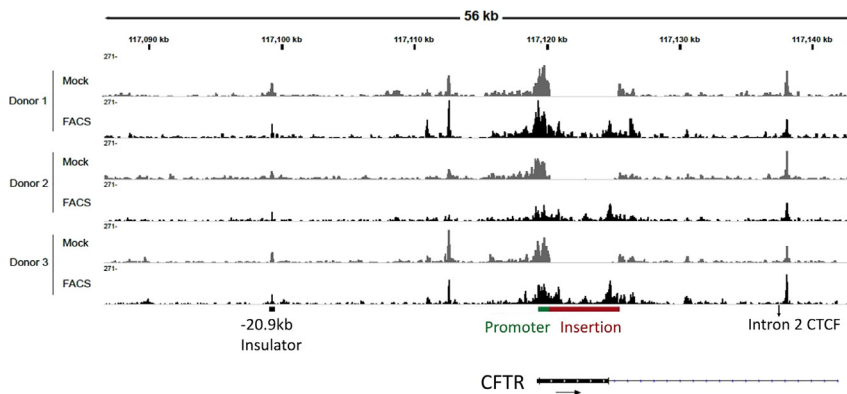 56 kb
117,090 kb 117,100 kb 117,110 kb 117,120 kb 117,130 kb 117,140 kb
271-
Donor 1
Mock
271-
FACS
271-
Donor 2
Mock
271-
FACS
271-
Donor 3
Mock
271-
FACS
-20.9kb
Insulator
Promoter Insertion
Intron 2 CTCF
CFTR